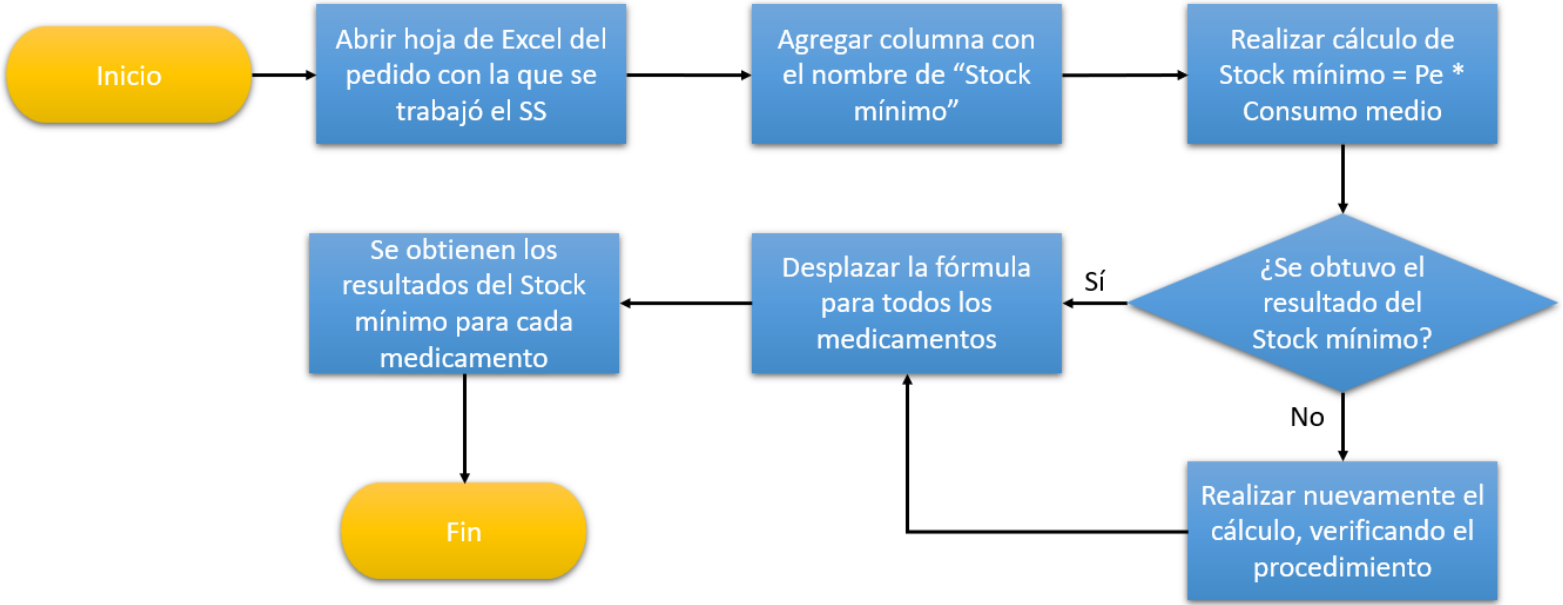 Inicio
Abrir hoja de Excel del
pedido con la que se
trabajó el SS
Agregar columna con
el nombre de “Stock
mínimo”
Realizar cálculo de
Stock mínimo = Pe *
Consumo medio
¿Se obtuvo el
resultado del
Stock mínimo?
Sí
Desplazar la fórmula
para todos los
medicamentos
Se obtienen los
resultados del Stock
mínimo para cada
medicamento
No
Realizar nuevamente el
cálculo, verificando el
procedimiento
Fin